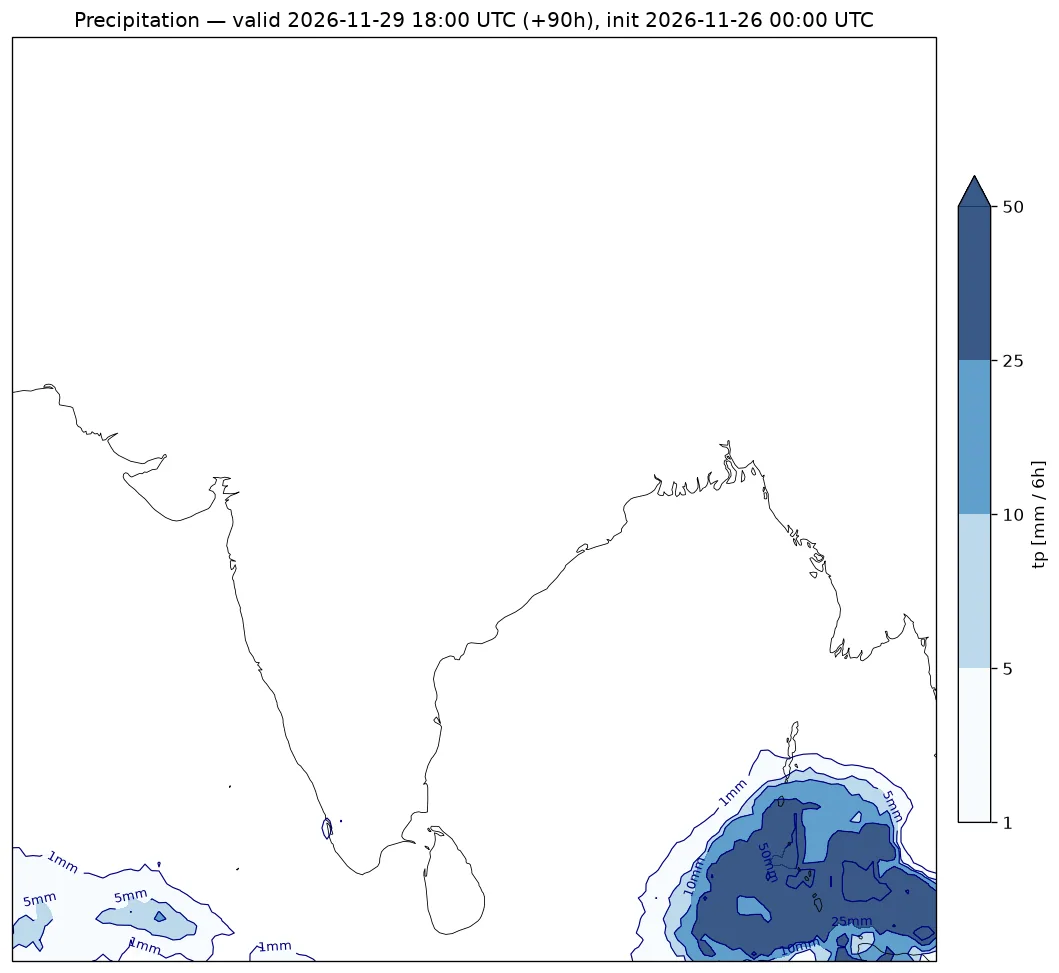 Precipitation — valid 2026-11-29 18:00 UTC (+90h), init 2026-11-26 00:00 UTC
50
25
10
5
1
tp [mm / 6h]
1mm
5mm
50mm
10mm
1mm
5mm
5mm
25mm
1mm
1mm
10mm